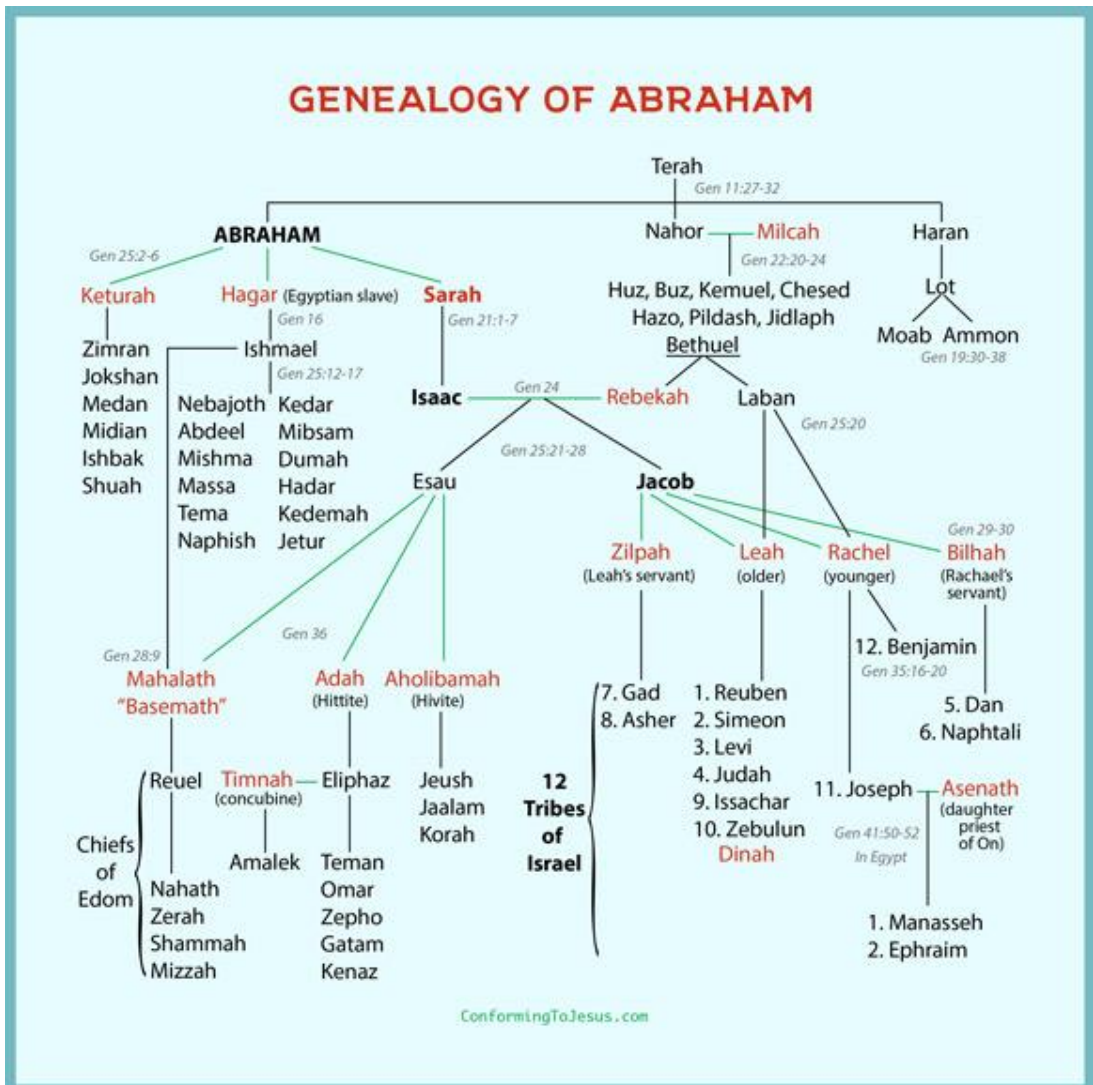 GENEALOGY OF ABRAHAM
Terah
Gen 11:27-32
ABRAHAM
Nahor
Milcah
Haran
Gen 25:2-6
Gen 22:20-24
Keturah
Hagar (Egyptian slave)
Sarah
Huz, Buz, Kemuel, Chesed
Hazo, Pildash, Jidlaph
Bethuel
Lot
Gen 16
Gen 21:1-7
Moab Ammon
Gen 19:30-38
Zimran
Jokshan
Medan
Midian
Ishbak
Shuah
Ishmael
Gen 25:12-17
Nebajoth
Abdeel
Mishma
Massa
Tema
Naphish
Kedar
Mibsam
Dumah
Hadar
Kedemah
Jetur
Isaac
Gen 24
Rebekah
Laban
Gen 25:20
Gen 25:21-28
Esau
Jacob
Gen 29-30
Zilpah
(Leah's servant)
Leah
(older)
Rachel
(younger)
Bilhah
(Rachael's
servant)
Gen 36
Gen 28:9
Mahalath
"Basemath"
Adah
(Hittite)
Aholibamah
(Hivite)
12. Benjamin
Gen 35:16-20
7. Gad
8. Asher
1. Reuben
2. Simeon
3. Levi
4. Judah
9. Issachar
10. Zebulun
Dinah
5. Dan
6. Naphtali
Reuel
Timnah
(concubine)
Eliphaz
Jeush
Jaalam
Korah
12
Tribes
of
Israel
11. Joseph
Asenath
(daughter
priest
of On)
Gen 41:50-52
In Egypt
Chiefs
of
Edom
Amalek
Nahath
Zerah
Shammah
Mizzah
Teman
Omar
Zepho
Gatam
Kenaz
1. Manasseh
2. Ephraim
ConformingToJesus.com